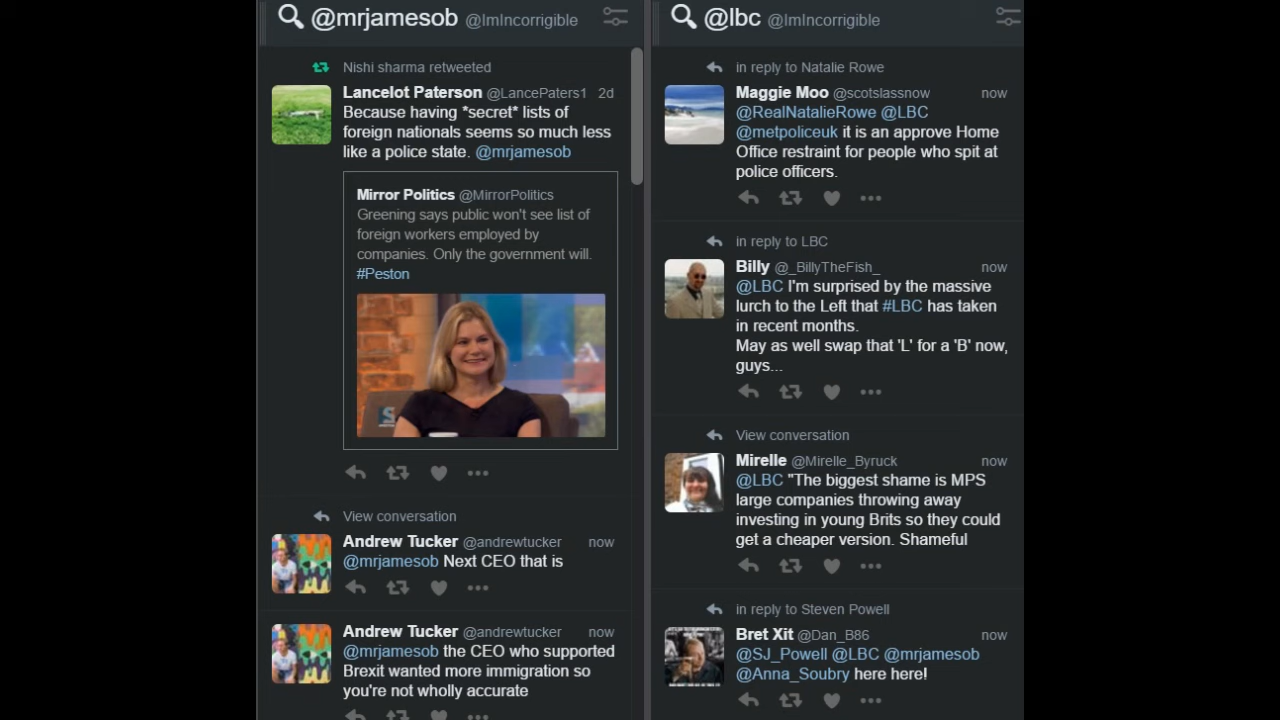 @mrjamesob @ImIncorrigible
Nishi sharma retweeted
Lancelot Paterson @LancePaters1 2d
Because having *secret* lists of
foreign nationals seems so much less
like a police state. @mrjamesob
Mirror Politics @MirrorPolitics
Greening says public won't see list of
foreign workers employed by
companies. Only the government will.
#Peston
View conversation
Andrew Tucker @andrewtucker now
@mrjamesob Next CEO that is
Andrew Tucker @andrewtucker now
@mrjamesob the CEO who supported
Brexit wanted more immigration so
you're not wholly accurate
@lbc @ImIncorrigible
in reply to Natalie Rowe
Maggie Moo @scotslassnow now
@RealNatalieRowe @LBC
@metpoliceuk it is an approve Home
Office restraint for people who spit at
police officers.
in reply to LBC
Billy @_BillyTheFish_ now
@LBC I'm surprised by the massive
lurch to the Left that #LBC has taken
in recent months.
May as well swap that 'L' for a 'B' now,
guys...
View conversation
Mirelle @Mirelle_Byruck now
@LBC "The biggest shame is MPS
large companies throwing away
investing in young Brits so they could
get a cheaper version. Shameful
in reply to Steven Powell
Bret Xit @Dan_B86 now
@SJ_Powell @LBC @mrjamesob
@Anna_Soubry here here!